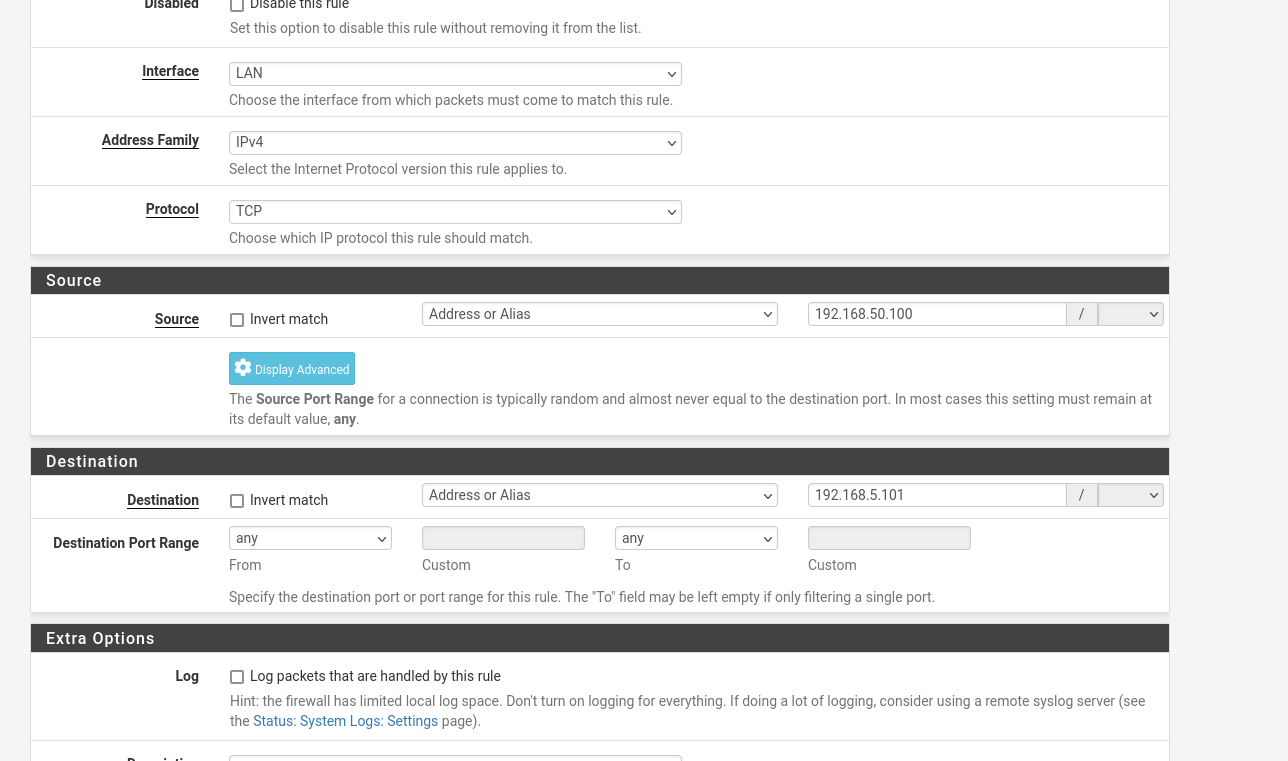 Disabled Disable this rule
Set this option to disable this rule without removing it from the list.
Interface LAN
Choose the interface from which packets must come to match this rule.
Address Family IPv4
Select the Internet Protocol version this rule applies to.
Protocol TCP
Choose which IP protocol this rule should match.
Source
Source Invert match Address or Alias 192.168.50.100 /
Display Advanced
The Source Port Range for a connection is typically random and almost never equal to the destination port. In most cases this setting must remain at
its default value, any.
Destination
Destination Invert match Address or Alias 192.168.5.101 /
Destination Port Range any any
From Custom To Custom
Specify the destination port or port range for this rule. The "To" field may be left empty if only filtering a single port.
Extra Options
Log Log packets that are handled by this rule
Hint: the firewall has limited local log space. Don't turn on logging for everything. If doing a lot of logging, consider using a remote syslog server (see
the Status: System Logs: Settings page).